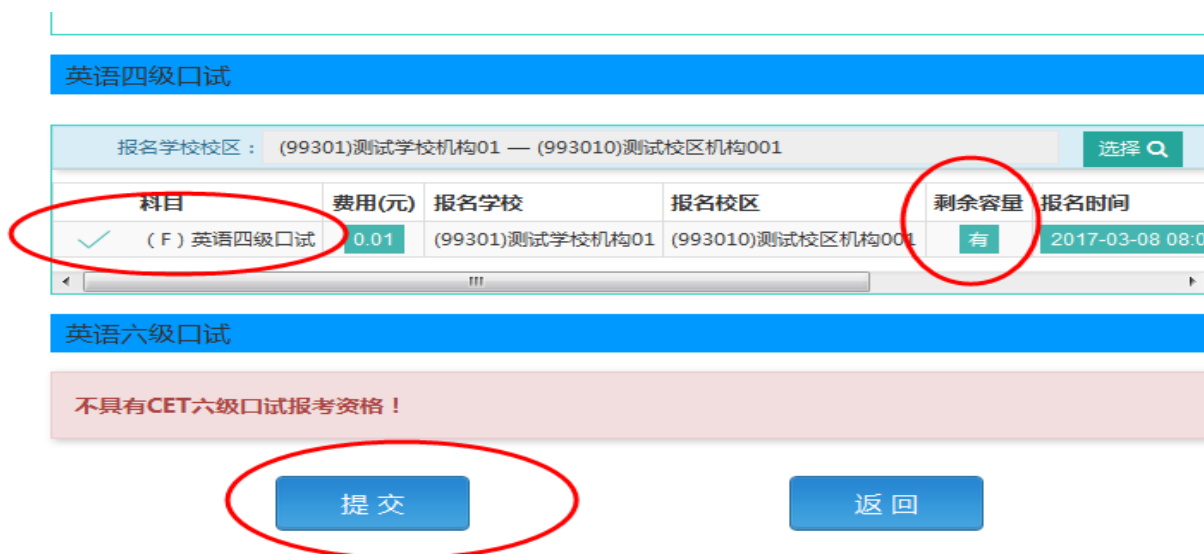 英语四级口试
报名学校校区： (99301)测试学校机构01 — (993010)测试校区机构001 选择
科目 费用(元) 报名学校 报名校区 剩余容量 报名时间
（F）英语四级口试 0.01 (99301)测试学校机构01 (993010)测试校区机构001 有 2017-03-08 08:0
英语六级口试
不具有CET六级口试报考资格！
提 交 返 回